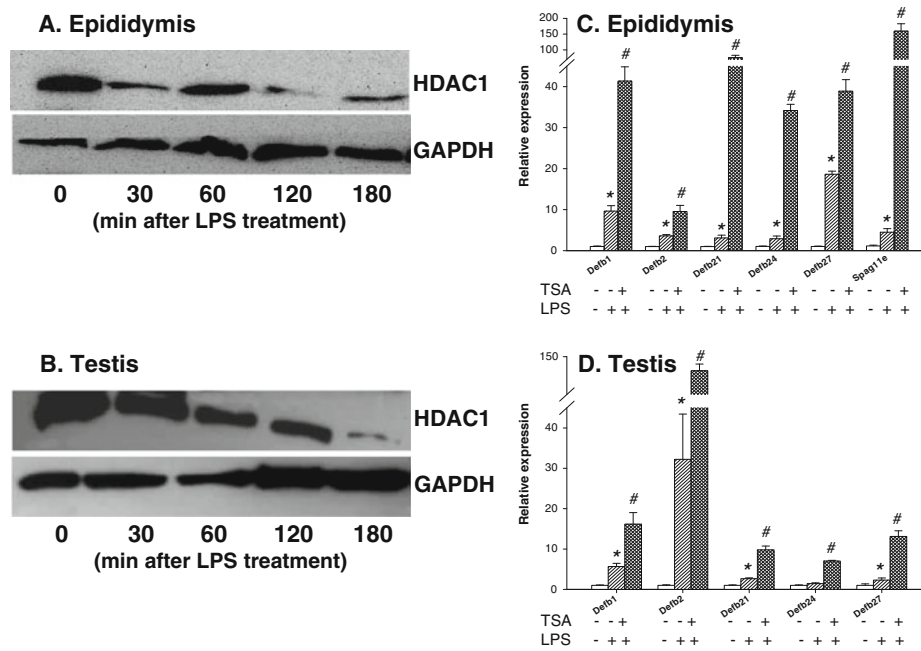 A. Epididymis
HDAC1
GAPDH
0 30 60 120 180
(min after LPS treatment)
B. Testis
HDAC1
GAPDH
0 30 60 120 180
(min after LPS treatment)
C. Epididymis
Relative expression
200
150
100
50
40
30
20
10
0
# # # # # #
* * * * * *
Defb1 Defb2 Defb21 Defb24 Defb27 Spag11e
TSA - - + - - + - - + - - + - - + - - +
LPS - + + - + + - + + - + + - + + - + +
D. Testis
Relative expression
150
40
30
20
10
0
# # # # #
* * * *
Defb1 Defb2 Defb21 Defb24 Defb27
TSA - - + - - + - - + - - + - - +
LPS - + + - + + - + + - + + - + +